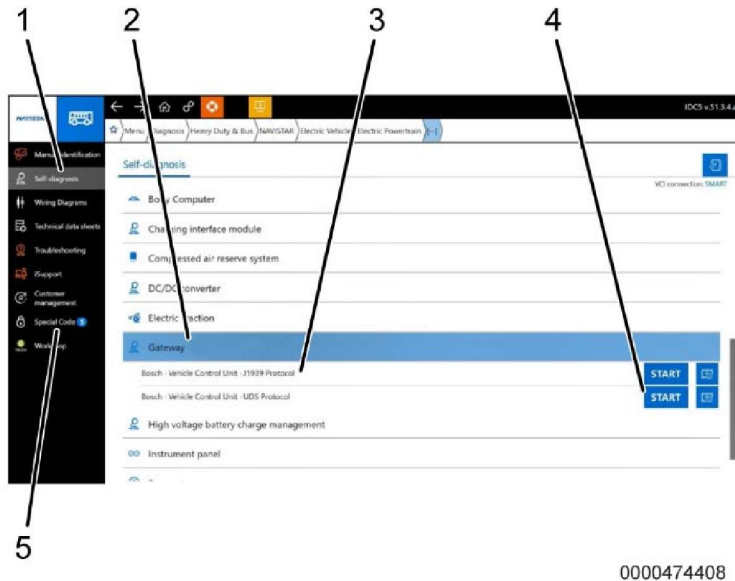 1
2
3
4
NAVISTAR
IDC5 v.51.3.4
Menu Diagnosis Heavy Duty & Bus NAVISTAR Electric Vehicles Electric Powertrain [--]
Manual identification
Self-diagnosis
Wiring Diagrams
Technical data sheets
Troubleshooting
iSupport
Customer
management
Special Code 5
Workshop
Self-diagnosis
VCI connection: SMART
Body Computer
Charging interface module
Compressed air reserve system
DC/DC converter
Electric traction
Gateway
Bosch - Vehicle Control Unit - J1939 Protocol
START
Bosch - Vehicle Control Unit - UDS Protocol
START
High voltage battery charge management
Instrument panel
5
0000474408